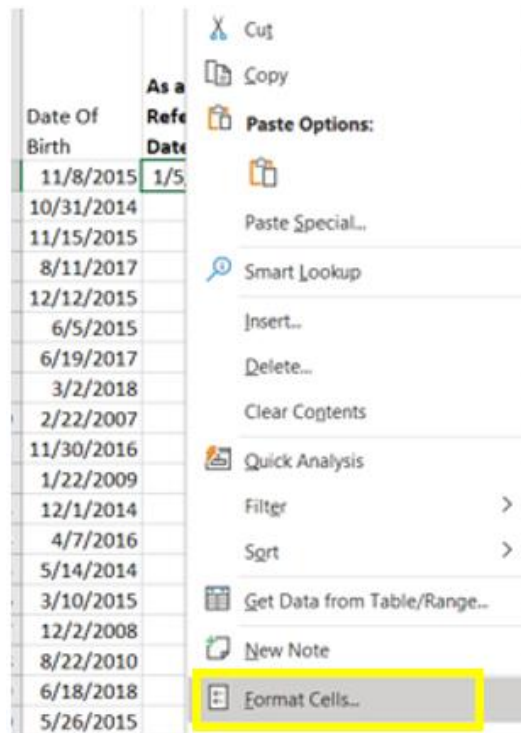 Date Of
Birth
As a
Refe
Date
11/8/2015 1/5
10/31/2014
11/15/2015
8/11/2017
12/12/2015
6/5/2015
6/19/2017
3/2/2018
2/22/2007
11/30/2016
1/22/2009
12/1/2014
4/7/2016
5/14/2014
3/10/2015
12/2/2008
8/22/2010
6/18/2018
5/26/2015
Cut
Copy
Paste Options:
Paste Special...
Smart Lookup
Insert...
Delete...
Clear Contents
Quick Analysis
Filter
Sort
Get Data from Table/Range...
New Note
Format Cells...